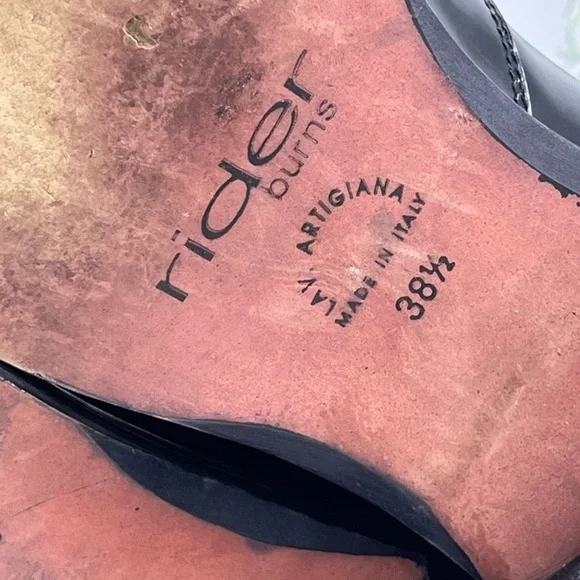 rider
burns
LAV. ARTIGIANA
MADE IN ITALY
38½